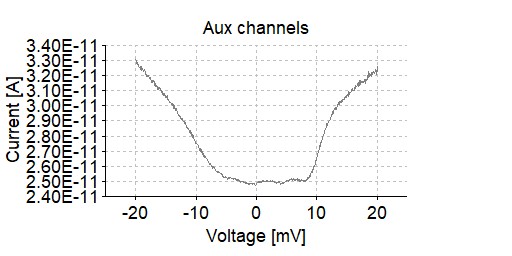 Aux channels
3.40E-11
3.30E-11
3.20E-11
3.10E-11
3.00E-11
2.90E-11
2.80E-11
2.70E-11
2.60E-11
2.50E-11
2.40E-11
Current [A]
-20 -10 0 10 20
Voltage [mV]